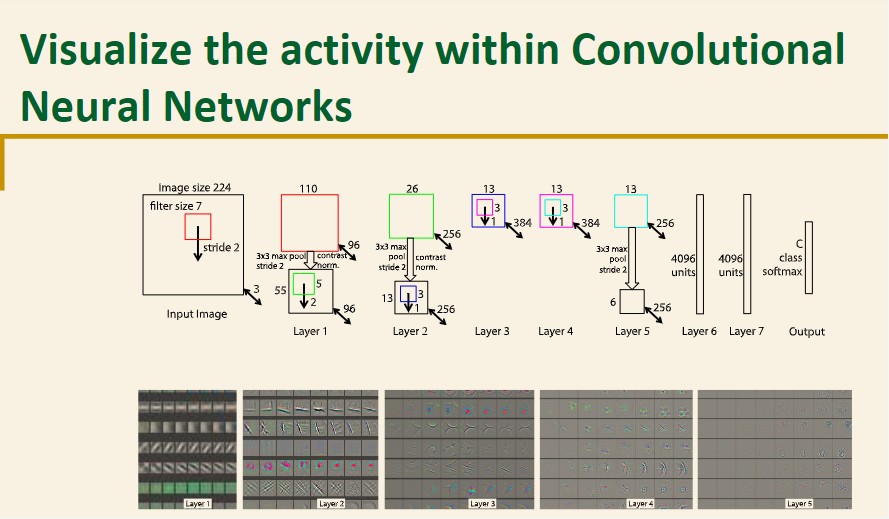 Visualize the activity within Convolutional
Neural Networks
Image size 224
filter size 7
stride 2
3
Input Image
110
96
3x3 max pool
stride 2
contrast
norm.
55
5
2
96
Layer 1
26
256
3x3 max
pool
stride 2
contrast
norm.
13
3
1
256
Layer 2
13
3
1
384
Layer 3
13
3
1
384
Layer 4
13
256
3x3 max
pool
stride 2
6
256
Layer 5
4096
units
Layer 6
4096
units
Layer 7
C
class
softmax
Output
Layer 1
Layer 2
Layer 3
Layer 4
Layer 5